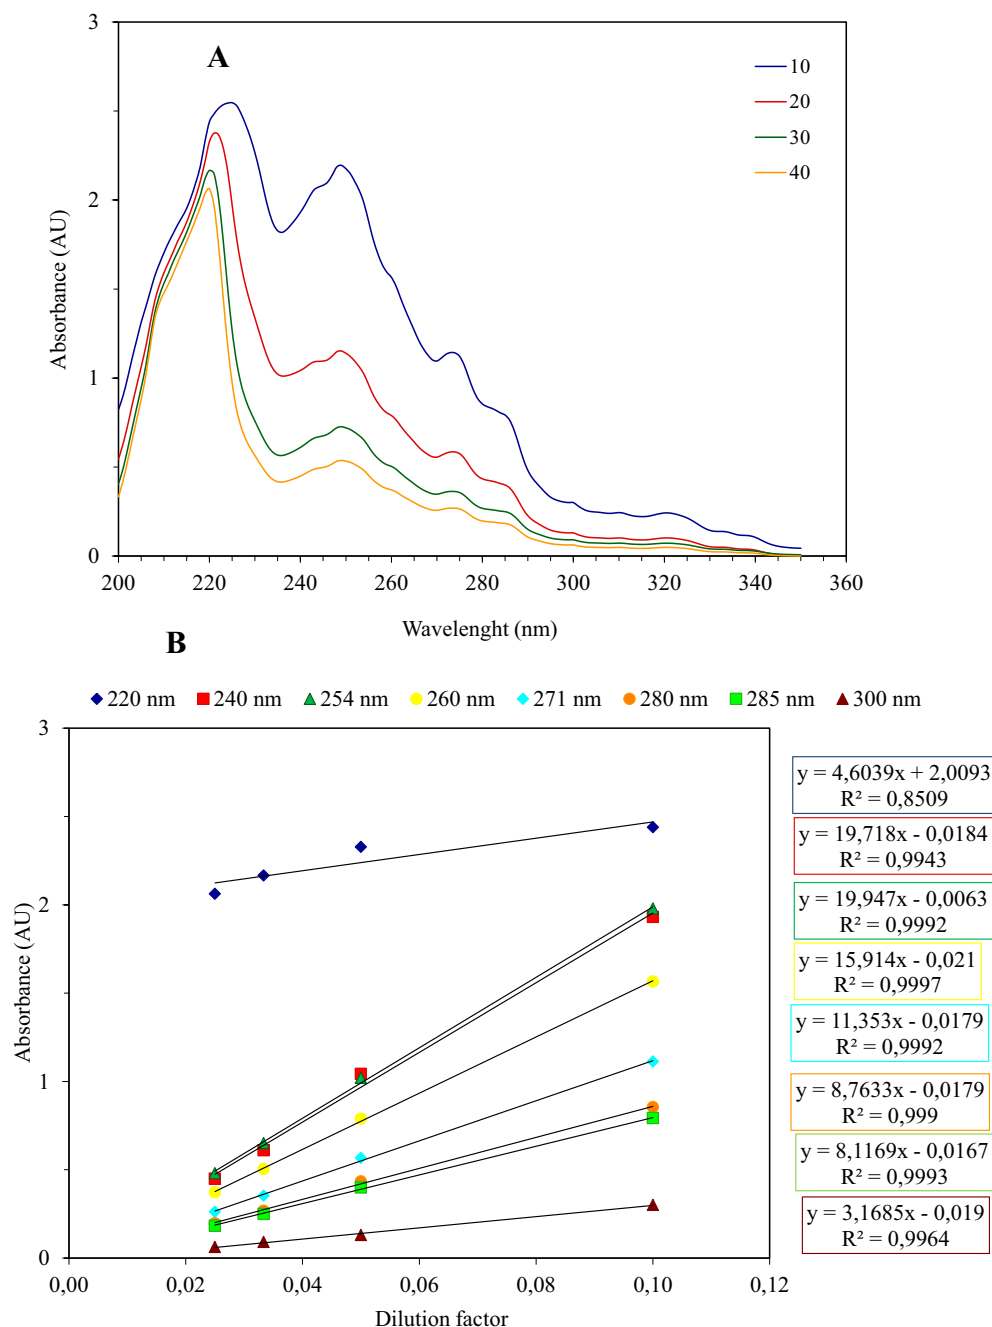 A
10
20
30
40
3
2
1
0
Absorbance (AU)
200 220 240 260 280 300 320 340 360
Wavelenght (nm)
B
220 nm 240 nm 254 nm 260 nm 271 nm 280 nm 285 nm 300 nm
3
2
1
0
Absorbance (AU)
0,00 0,02 0,04 0,06 0,08 0,10 0,12
Dilution factor
y = 4,6039x + 2,0093
R² = 0,8509
y = 19,718x - 0,0184
R² = 0,9943
y = 19,947x - 0,0063
R² = 0,9992
y = 15,914x - 0,021
R² = 0,9997
y = 11,353x - 0,0179
R² = 0,9992
y = 8,7633x - 0,0179
R² = 0,999
y = 8,1169x - 0,0167
R² = 0,9993
y = 3,1685x - 0,019
R² = 0,9964